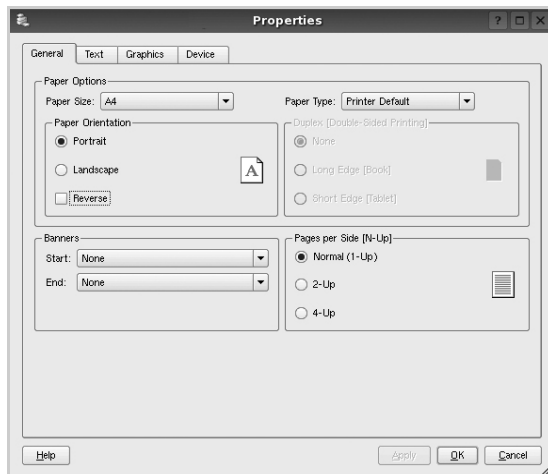 Properties
General Text Graphics Device
Paper Options
Paper Size: A4 Paper Type: Printer Default
Paper Orientation
Portrait
Landscape
Reverse
A
Duplex [Double-Sided Printing]
None
Long Edge [Book]
Short Edge [Tablet]
Banners
Start: None
End: None
Pages per Side [N-Up]
Normal (1-Up)
2-Up
4-Up
Help Apply OK Cancel